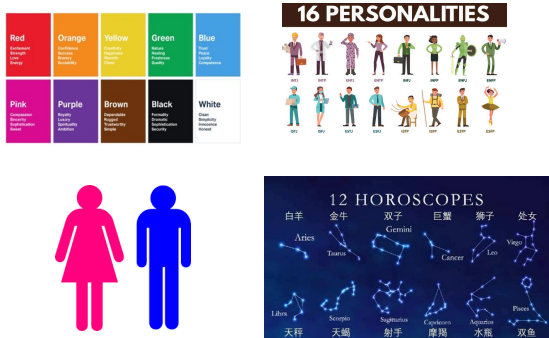 Red
Excitement
Strength
Love
Energy
Orange
Confidence
Success
Bravery
Sociability
Yellow
Creativity
Happiness
Warmth
Cheer
Green
Nature
Healing
Freshness
Quality
Blue
Trust
Peace
Loyalty
Competence
Pink
Compassion
Sincerity
Sophistication
Sweet
Purple
Royalty
Luxury
Spirituality
Ambition
Brown
Dependable
Rugged
Trustworthy
Simple
Black
Formality
Dramatic
Sophistication
Security
White
Clean
Simplicity
Innocence
Honest
16 PERSONALITIES
12 HOROSCOPES
白羊 金牛 双子 巨蟹 狮子 处女
Aries Taurus Gemini Cancer Leo Virgo
Libra Scorpio Sagittarius Capricorn Aquarius Pisces
天秤 天蝎 射手 摩羯 水瓶 双鱼